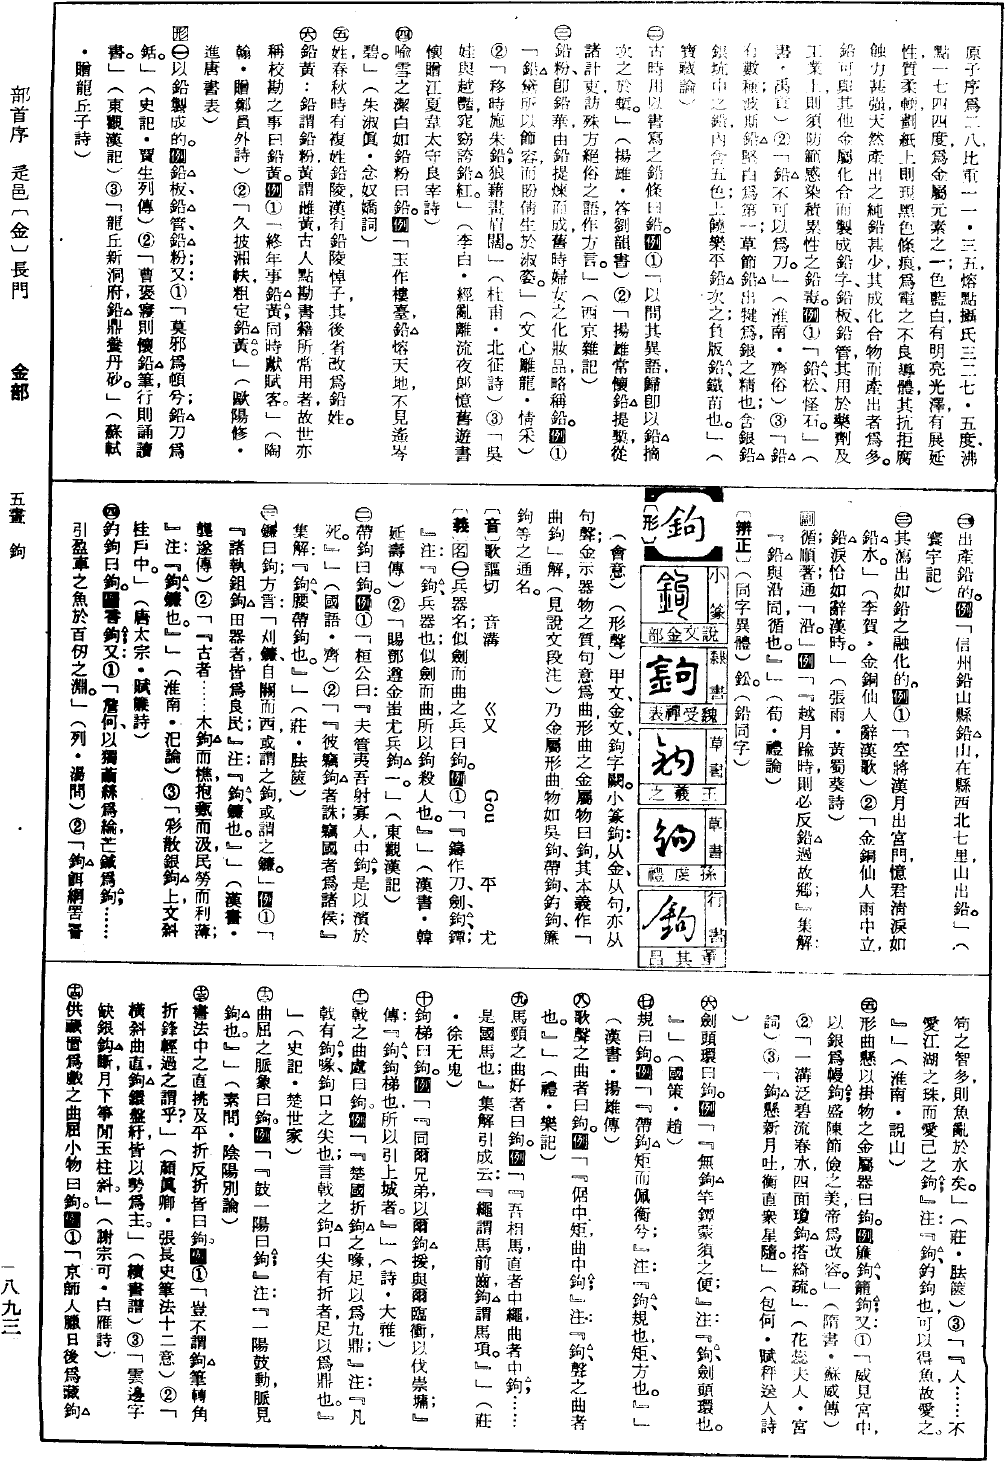 部首序 辵邑〔金〕長門 金部 五畫 鉤 一八九三
原子序為二八比重一一・三五熔點攝氏三二七・五度沸
點一七四四度為金屬元素之一色藍白有明亮光澤有展延
性質柔軟劃紙上則現黑色條痕為電之不良導體其抗拒腐
蝕力甚強天然產出之純鉛甚少其成化合物而產出者為多。
鉛可與其他金屬化合而製成鉛字、鉛板、鉛管其用於藥劑及
工業上則須防範感染積累性之鉛毒。例①「鉛松怪石。」(
書・禹貢)②「鉛不可以為刀。」(淮南・齊俗)③「鉛
有數種波斯鉛堅白為第一草節鉛出犍為銀之精也含銀鉛
銀坑中之鉛內含五色上饒樂平鉛次之負版鉛鐵苗也。」(
寶藏論)
㊁古時用以書寫之鉛條曰鉛。例①「以問其異語歸卽以鉛摘
次之於槧。」(揚雄・答劉歆書)②「揚雄常懷鉛提槧從
諸計吏訪殊方絕俗之語作方言。」(西京雜記)
㊂鉛粉卽鉛華由鉛提煉而成舊時婦女之化妝品略稱鉛。例①
「鉛黛所以飾容而盼倩生於淑姿。」(文心雕龍・情采)
②「移時施朱鉛狼藉畫眉闊。」(杜甫・北征詩)③「吳
娃與越豔窈窕誇鉛紅。」(李白・經亂離流夜郎憶舊遊書
懷贈江夏韋太守良宰詩)
㊃喻雪之潔白如鉛粉曰鉛。例「玉作樓臺鉛熔天地不見遙岑
碧。」(朱淑眞・念奴嬌詞)
㊄姓春秋時有複姓鉛陵漢有鉛陵悼子其後省改為鉛姓。
㊅鉛黃:鉛謂鉛粉黃謂雌黃古人點勘書籍所常用者故世亦
稱校勘之事曰鉛黃。例①「終年事鉛黃同時獻賦客。」(陶
翰・贈鄭員外詩)②「久披湘帙粗定鉛黃。」(歐陽修・
進唐書表)
形㊀以鉛製成的。例鉛板、鉛管、鉛粉又:①「莫邪為頓兮鉛刀為
銛。」(史記・賈生列傳)②「曹褒寢則懷鉛筆行則誦讀
書。」(東觀漢記)③「龍丘新洞府鉛鼎養丹砂。」(蘇軾
・贈龍丘子詩)
㊁出產鉛的。例「信州鉛山縣鉛山在縣西北七里山出鉛。」(
寰宇記)
㊂其瀉出如鉛之融化的。例①「空將漢月出宮門憶君淸淚如
鉛水。」(李賀・金銅仙人辭漢歌)②「金銅仙人雨中立
鉛淚恰如辭漢時。」(張雨・黃蜀葵詩)
副循順著通「沿。」例「『越月踰時則必反鉛過故鄉』集解:
『鉛與沿同循也。』」(荀・禮論)
〔辨正〕(同字異體)鈆。(鉛同字)
鉤
小篆 說文金部
隸書 魏受禪表
草書 王羲之
草書 孫虔禮
行書 董其昌
〔形〕(會意)(形聲)甲文、金文鉤字闕。小篆鉤:从金从句亦从
句聲金示器物之質句意為曲形曲之金屬物曰鉤其本義作「
曲鉤」解(見說文段注)乃金屬形曲物如吳鉤、帶鉤、釣鉤、簾
鉤等之通名。
〔音〕歌謳切 音溝 ㄍㄡ Gou 平 尤
〔義〕名㊀兵器名;似劍而曲之兵曰鉤。例①「『鑄作刀、劍、鉤、鐔
』注:『鉤兵器也似劍而曲所以鉤殺人也。』」(漢書・韓
延壽傳)②「賜鄧遵金蚩尤兵鉤一。」(東觀漢記)
㊁帶鉤曰鉤。例①「桓公曰:『夫管夷吾射寡人中鉤是以濱於
死。』」(國語・齊)②「『彼竊鉤者誅竊國者為諸侯』
集解:『鉤腰帶鉤也。』」(莊・胠篋)
㊂鐮曰鉤方言:「刈鐮自關而西或謂之鉤或謂之鐮。」例①「
『諸執鉏鉤田器者皆為良民』注:『鉤鐮也。』」(漢書・
龔遂傳)②「『古者……木鉤而樵抱甀而汲民勞而利薄
』注:『鉤鐮也。』」(淮南・氾論)③「彩散銀鉤上文斜
桂戶中。」(唐太宗・賦簾詩)
㊃釣鉤曰鉤。例香鉤又:①「詹何以獨繭絲為綸芒鍼為鉤……
引盈車之魚於百仞之淵。」(列・湯問)②「鉤餌網罟罾
笱之智多則魚亂於水矣。」(莊・胠篋)③「『人……不
愛江湖之珠而愛己之鉤』注:『鉤釣鉤也可以得魚故愛之。
』」(淮南・說山)
㊄形曲懸以掛物之金屬器曰鉤。例簾鉤、籠鉤又:①「威見宮中
以銀為幔鉤盛陳節儉之美帝為改容。」(隋書・蘇威傳)
②「一溝泛碧流春水四面瓊鉤搭綺疏。」(花蕊夫人・宮
詞)③「鉤懸新月吐衡直衆星隨。」(包何・賦秤送人詩
)
㊅劍頭環曰鉤。例「『無鉤竿鐔蒙須之便』注:『鉤劍頭環也。
』」(國策・趙)
㊆規曰鉤。例「『帶鉤矩而佩衡兮』注:『鉤規也矩方也。』」
(漢書・揚雄傳)
㊇歌聲之曲者曰鉤。例「『倨中矩曲中鉤』注:『鉤聲之曲者
也。』」(禮・樂記)
㊈馬頸之曲好者曰鉤。例「『吾相馬直者中繩曲者中鉤……
是國馬也』集解引成云:『繩謂馬前齒鉤謂馬項。』」(莊
・徐无鬼)
㊉鉤梯曰鉤。例「『同爾兄弟以爾鉤援與爾臨衝以伐崇墉』
傳:『鉤鉤梯也所以引上城者。』」(詩・大雅)
戟之曲處曰鉤。例「『楚國折鉤之喙足以為九鼎』注:『凡
戟有鉤喙鉤口之尖也言戟之鉤口尖有折者足以為鼎也。』
」(史記・楚世家)
曲屈之脈象曰鉤。例「『鼓一陽曰鉤』注:『一陽鼓動脈見
鉤也。』」(素問・陰陽別論)
書法中之直挑及平折反折皆曰鉤。例①「豈不謂鉤筆轉角
折鋒輕過之謂乎?」(顏眞卿・張長史筆法十二意)②「
橫斜曲直鉤鐶盤紆皆以勢為主。」(續書譜)③「雲邊字
缺銀鉤斷月下箏閒玉柱斜。」(謝宗可・白雁詩)
供藏匿為戲之曲屈小物曰鉤。例①「京師人臘日後為藏鉤